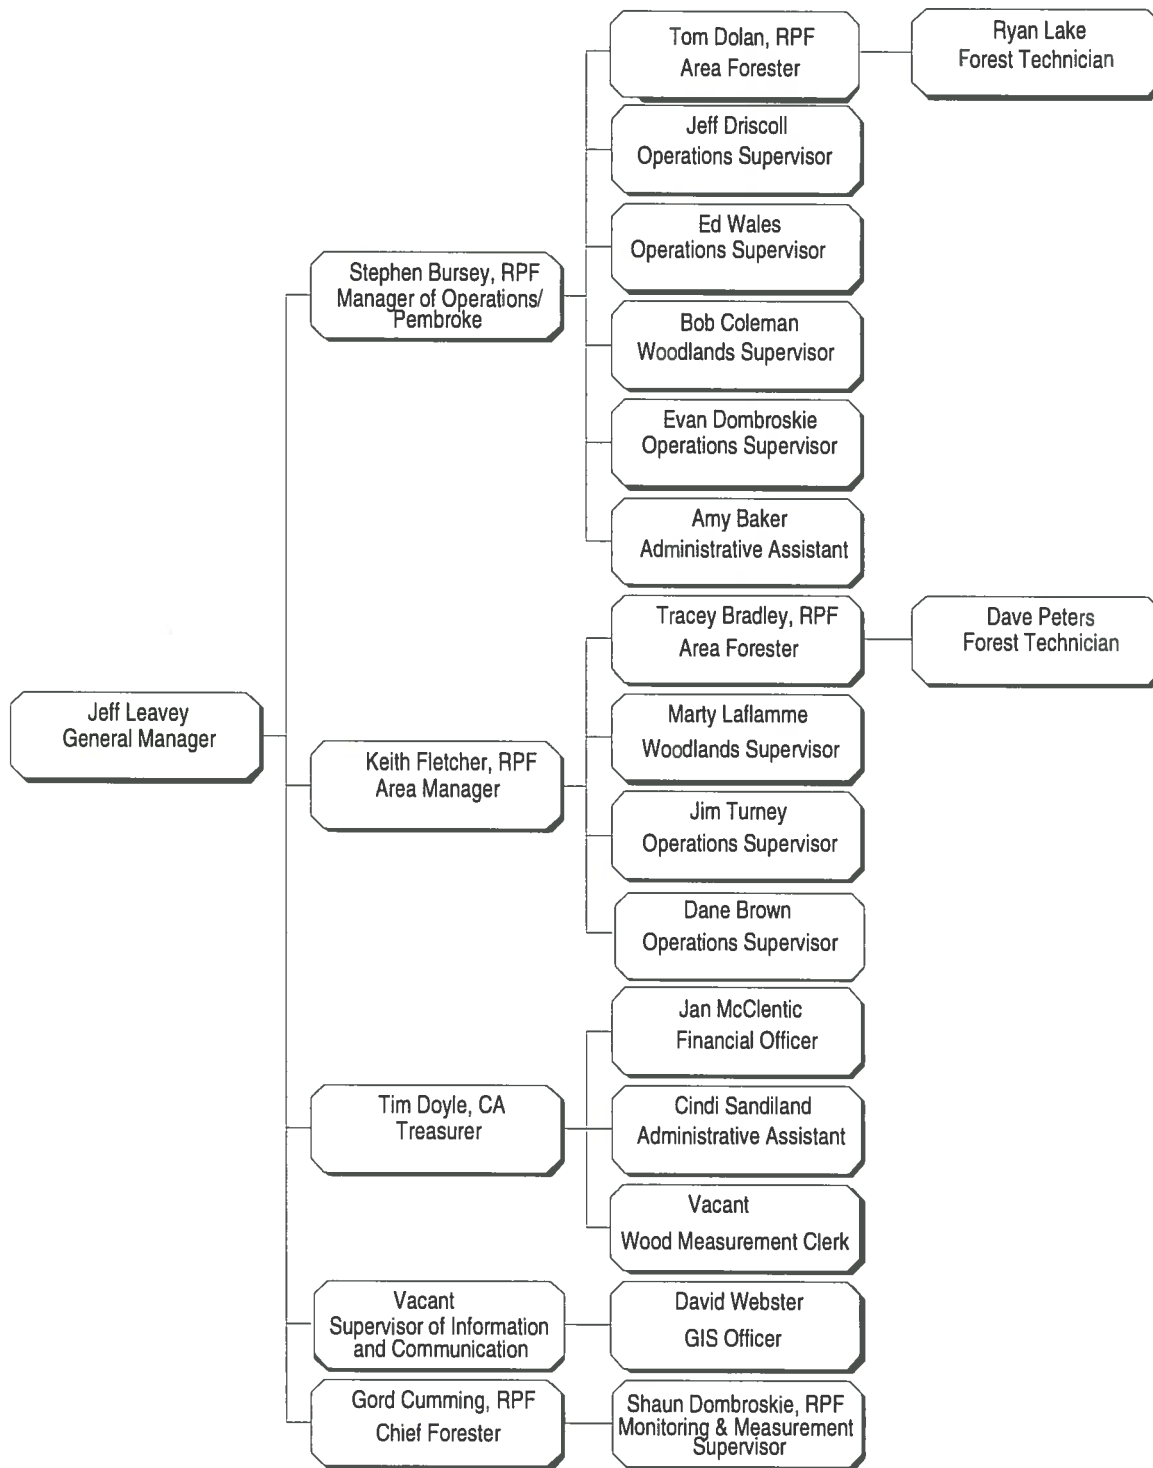 Tom Dolan, RPF
Area Forester
Ryan Lake
Forest Technician
Jeff Driscoll
Operations Supervisor
Ed Wales
Operations Supervisor
Stephen Bursey, RPF
Manager of Operations/
Pembroke
Bob Coleman
Woodlands Supervisor
Evan Dombroskie
Operations Supervisor
Amy Baker
Administrative Assistant
Tracey Bradley, RPF
Area Forester
Dave Peters
Forest Technician
Jeff Leavey
General Manager
Marty Laflamme
Woodlands Supervisor
Keith Fletcher, RPF
Area Manager
Jim Turney
Operations Supervisor
Dane Brown
Operations Supervisor
Jan McClentic
Financial Officer
Tim Doyle, CA
Treasurer
Cindi Sandiland
Administrative Assistant
Vacant
Wood Measurement Clerk
Vacant
Supervisor of Information
and Communication
David Webster
GIS Officer
Gord Cumming, RPF
Chief Forester
Shaun Dombroskie, RPF
Monitoring & Measurement
Supervisor